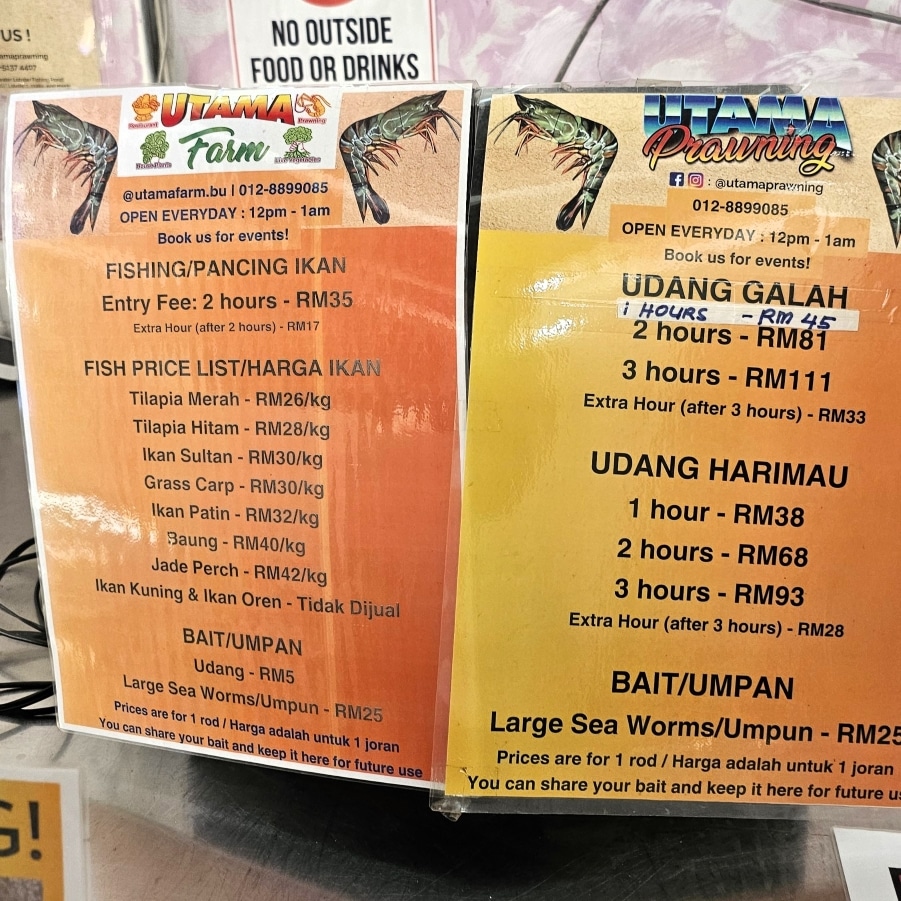 US!
NO OUTSIDE
FOOD OR DRINKS
UTAMA
Farm
Restaurant
Prawning
@utamafarm.bu | 012-8899085
OPEN EVERYDAY : 12pm - 1am
Book us for events!
FISHING/PANCING IKAN
Entry Fee: 2 hours - RM35
Extra Hour (after 2 hours) - RM17
FISH PRICE LIST/HARGA IKAN
Tilapia Merah - RM26/kg
Tilapia Hitam - RM28/kg
Ikan Sultan - RM30/kg
Grass Carp - RM30/kg
Ikan Patin - RM32/kg
Baung - RM40/kg
Jade Perch - RM42/kg
Ikan Kuning & Ikan Oren - Tidak Dijual
BAIT/UMPAN
Udang - RM5
Large Sea Worms/Umpun - RM25
Prices are for 1 rod / Harga adalah untuk 1 joran
You can share your bait and keep it here for future use
UTAMA
Prawning
: @utamaprawning
012-8899085
OPEN EVERYDAY : 12pm - 1am
Book us for events!
UDANG GALAH
1 HOURS - RM 45
2 hours - RM81
3 hours - RM111
Extra Hour (after 3 hours) - RM33
UDANG HARIMAU
1 hour - RM38
2 hours - RM68
3 hours - RM93
Extra Hour (after 3 hours) - RM28
BAIT/UMPAN
Large Sea Worms/Umpun - RM25
Prices are for 1 rod / Harga adalah untuk 1 joran
You can share your bait and keep it here for future us
G!